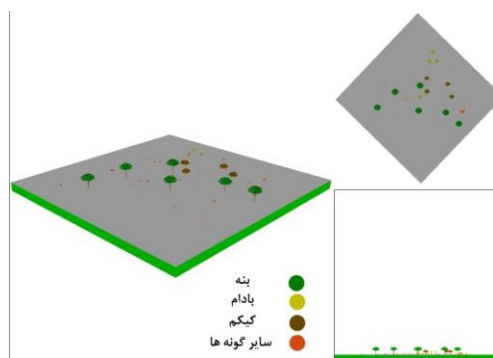 بنه
بادام
کیکم
سایر گونه ها